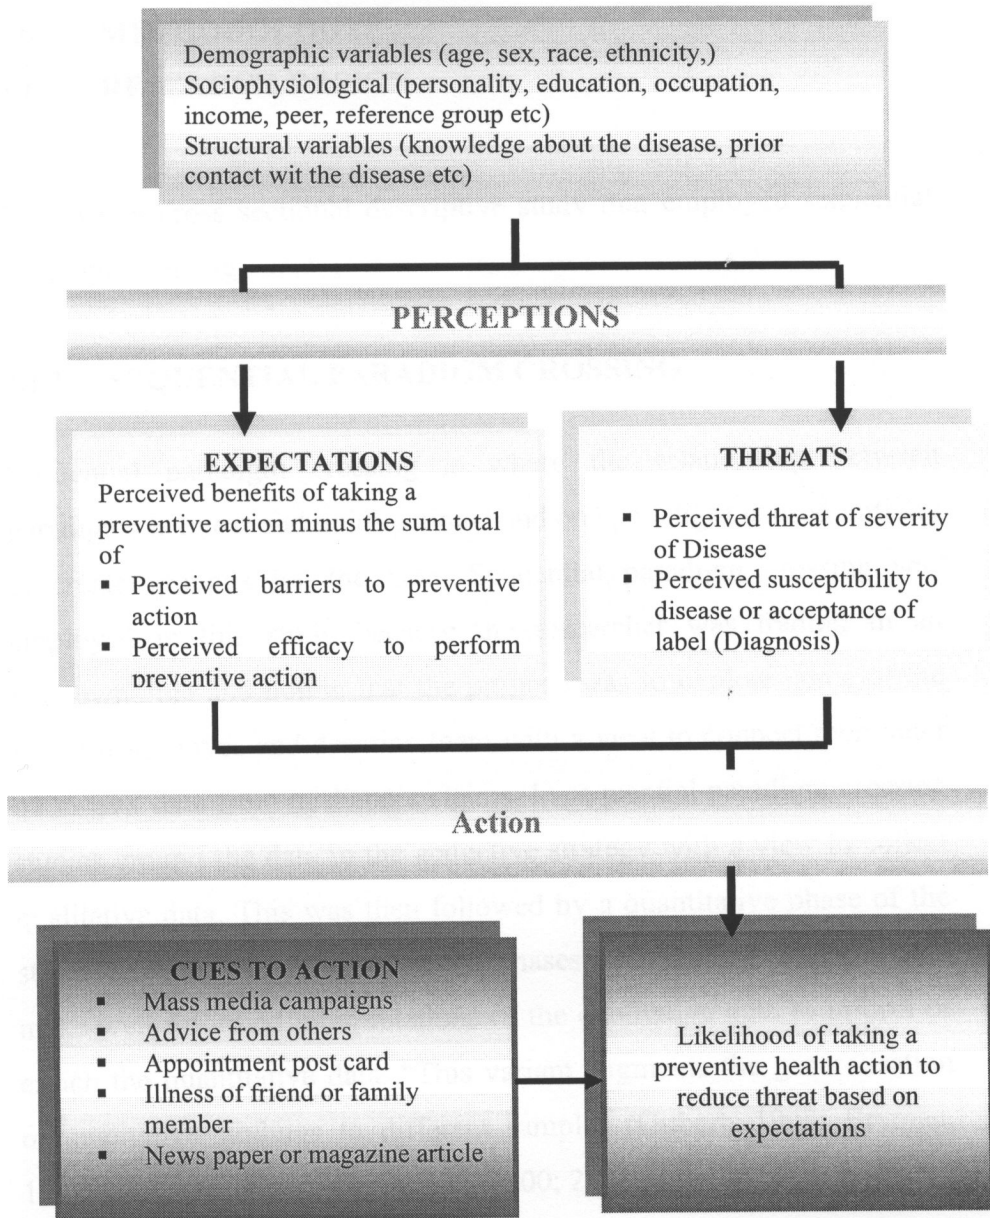 Demographic variables (age, sex, race, ethnicity,)
Sociophysiological (personality, education, occupation,
income, peer, reference group etc)
Structural variables (knowledge about the disease, prior
contact wit the disease etc)
PERCEPTIONS
EXPECTATIONS
Perceived benefits of taking a
preventive action minus the sum total
of
▪ Perceived barriers to preventive
action
▪ Perceived efficacy to perform
preventive action
THREATS
▪ Perceived threat of severity
of Disease
▪ Perceived susceptibility to
disease or acceptance of
label (Diagnosis)
Action
CUES TO ACTION
▪ Mass media campaigns
▪ Advice from others
▪ Appointment post card
▪ Illness of friend or family
member
▪ News paper or magazine article
Likelihood of taking a
preventive health action to
reduce threat based on
expectations